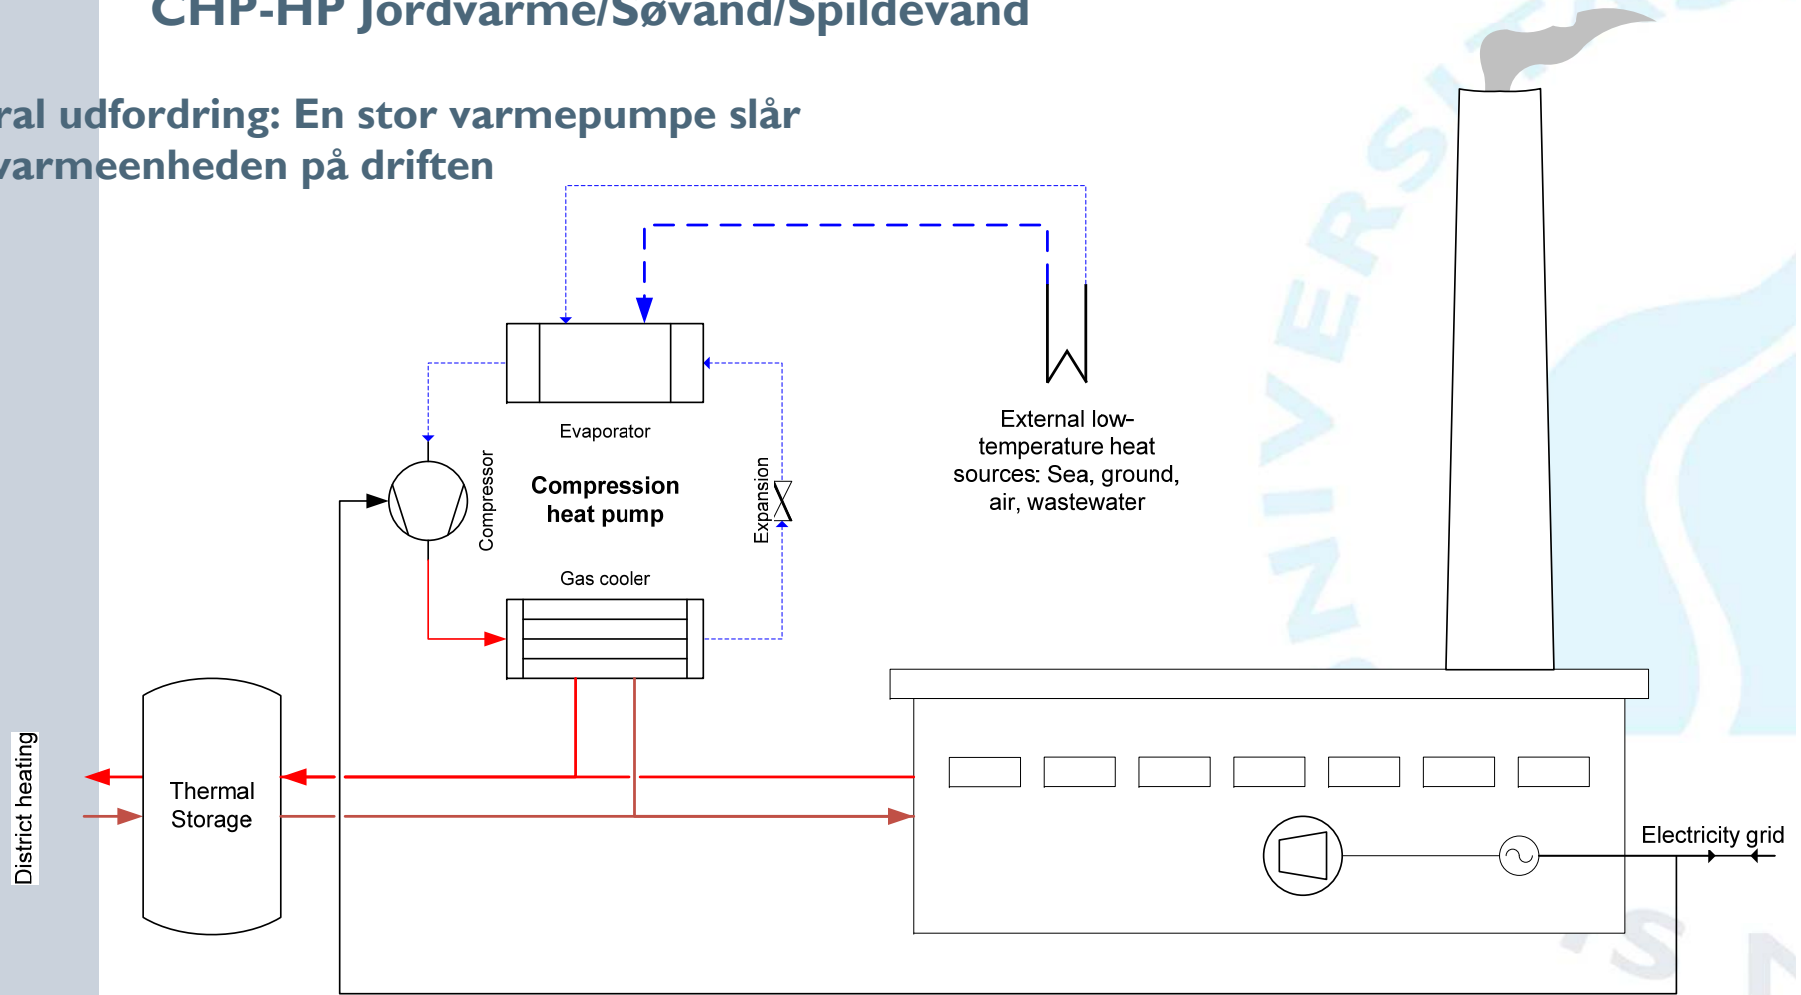 CHP-HP Jordvarme/Søvand/Spildevand
ral udfordring: En stor varmepumpe slår
varmeenheden på driften
Evaporator
Compressor
Compression
heat pump
Expansion
Gas cooler
External low-
temperature heat
sources: Sea, ground,
air, wastewater
Thermal
Storage
District heating
Electricity grid